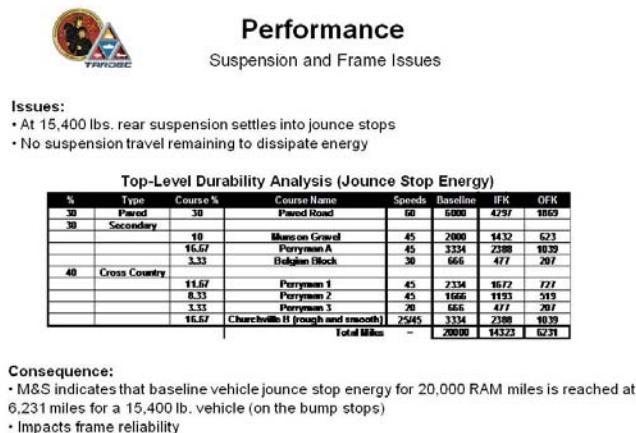 TARDEC
Performance
Suspension and Frame Issues
Issues:
• At 15,400 lbs. rear suspension settles into jounce stops
• No suspension travel remaining to dissipate energy
Top-Level Durability Analysis (Jounce Stop Energy)
% Type Course % Course Name Speeds Baseline IFK OFK
30 Paved 30 Paved Road 60 6000 4297 1869
30 Secondary
10 Munson Gravel 45 2000 1432 623
16.67 Perryman A 45 3334 2388 1039
3.33 Belgian Block 30 666 477 207
40 Cross Country
11.67 Perryman 1 45 2334 1672 727
8.33 Perryman 2 45 1666 1193 519
3.33 Perryman 3 20 666 477 207
16.67 Churchville B (rough and smooth) 25/45 3334 2388 1039
Total Miles – 20000 14323 6231
Consequence:
• M&S indicates that baseline vehicle jounce stop energy for 20,000 RAM miles is reached at
6,231 miles for a 15,400 lb. vehicle (on the bump stops)
• Impacts frame reliability